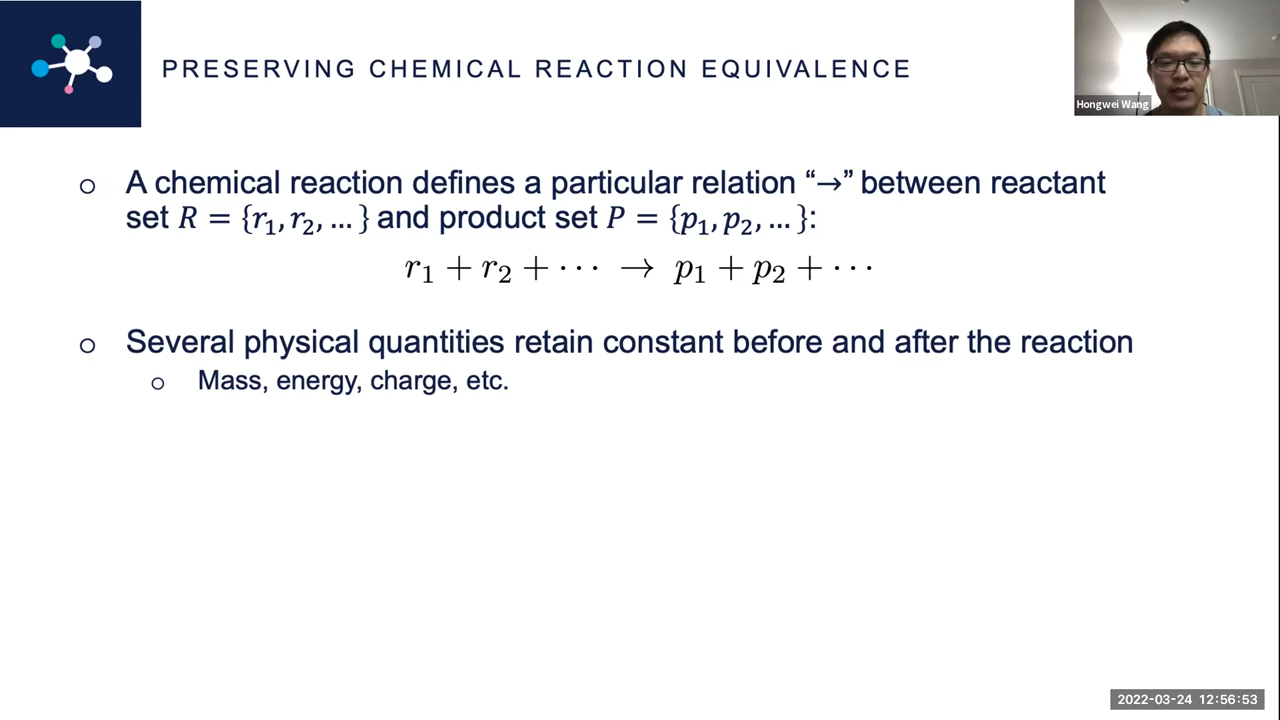 PRESERVING CHEMICAL REACTION EQUIVALENCE
Hongwei Wang
○ A chemical reaction defines a particular relation “→” between reactant
set R = {r₁, r₂, … } and product set P = {p₁, p₂, … }:
r₁ + r₂ + ⋯ → p₁ + p₂ + ⋯
○ Several physical quantities retain constant before and after the reaction
○ Mass, energy, charge, etc.
2022-03-24 12:56:53